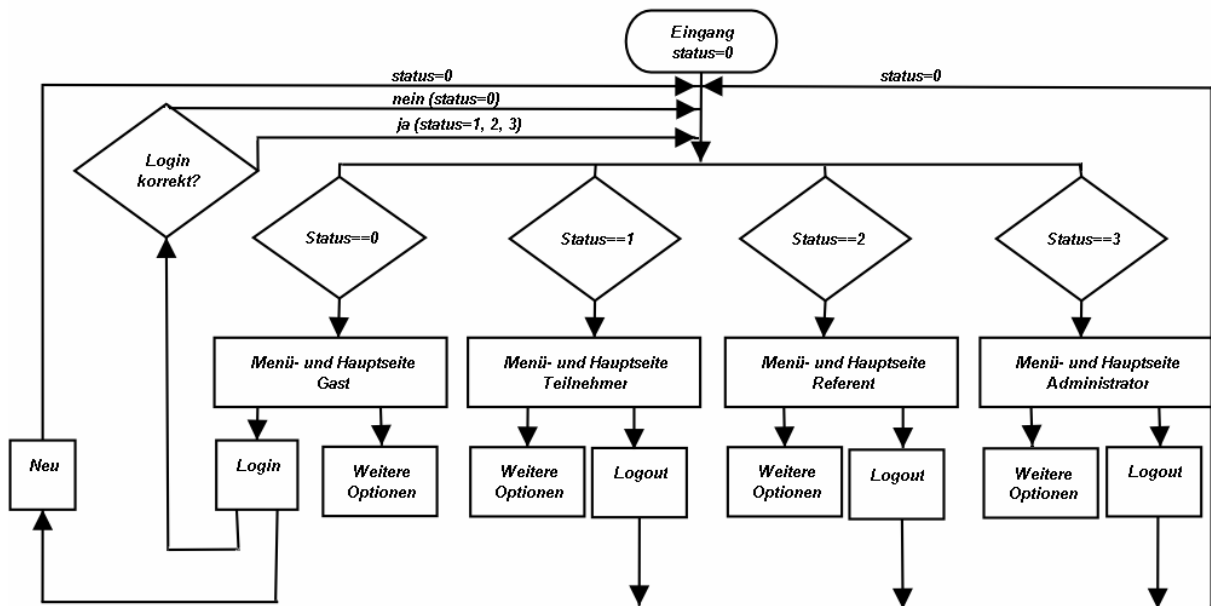 Eingang
status=0
status=0
status=0
nein (status=0)
ja (status=1, 2, 3)
Login
korrekt?
Status==0
Status==1
Status==2
Status==3
Menü- und Hauptseite
Gast
Menü- und Hauptseite
Teilnehmer
Menü- und Hauptseite
Referent
Menü- und Hauptseite
Administrator
Neu
Login
Weitere
Optionen
Weitere
Optionen
Logout
Weitere
Optionen
Logout
Weitere
Optionen
Logout